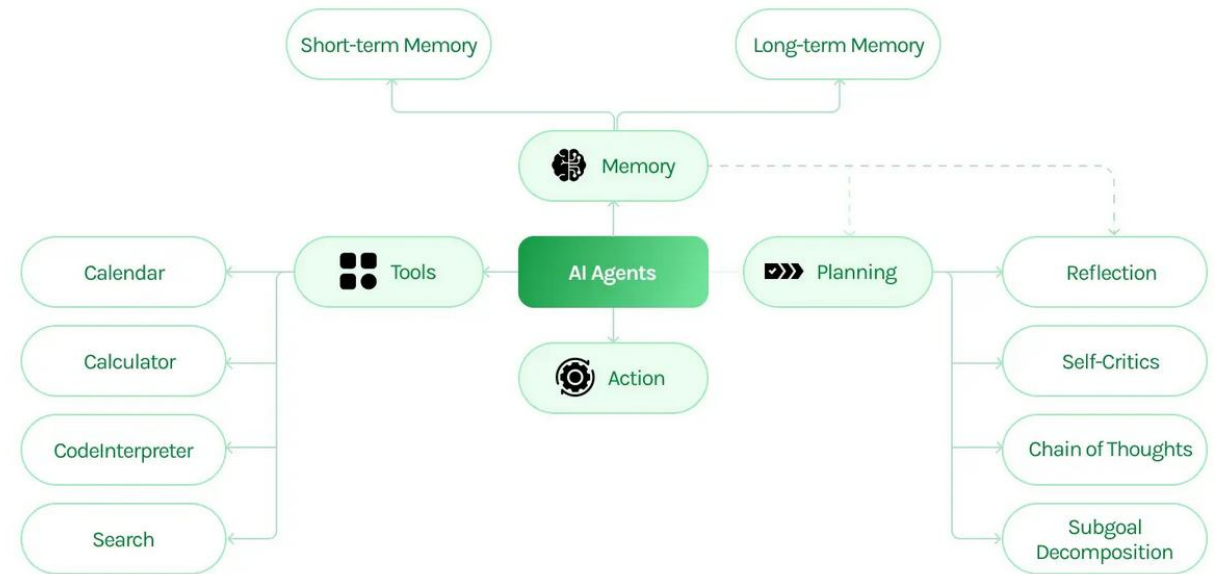 Short-term Memory
Long-term Memory
Memory
Calendar
Tools
AI Agents
Planning
Reflection
Calculator
Action
Self-Critics
CodeInterpreter
Chain of Thoughts
Search
Subgoal
Decomposition